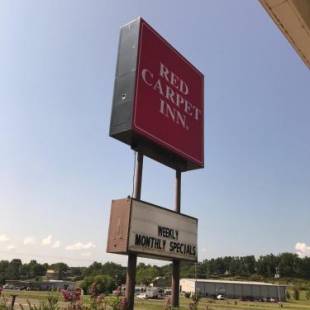 RED
CARPET
INN.
WEEKLY
MONTHLY SPECIALS